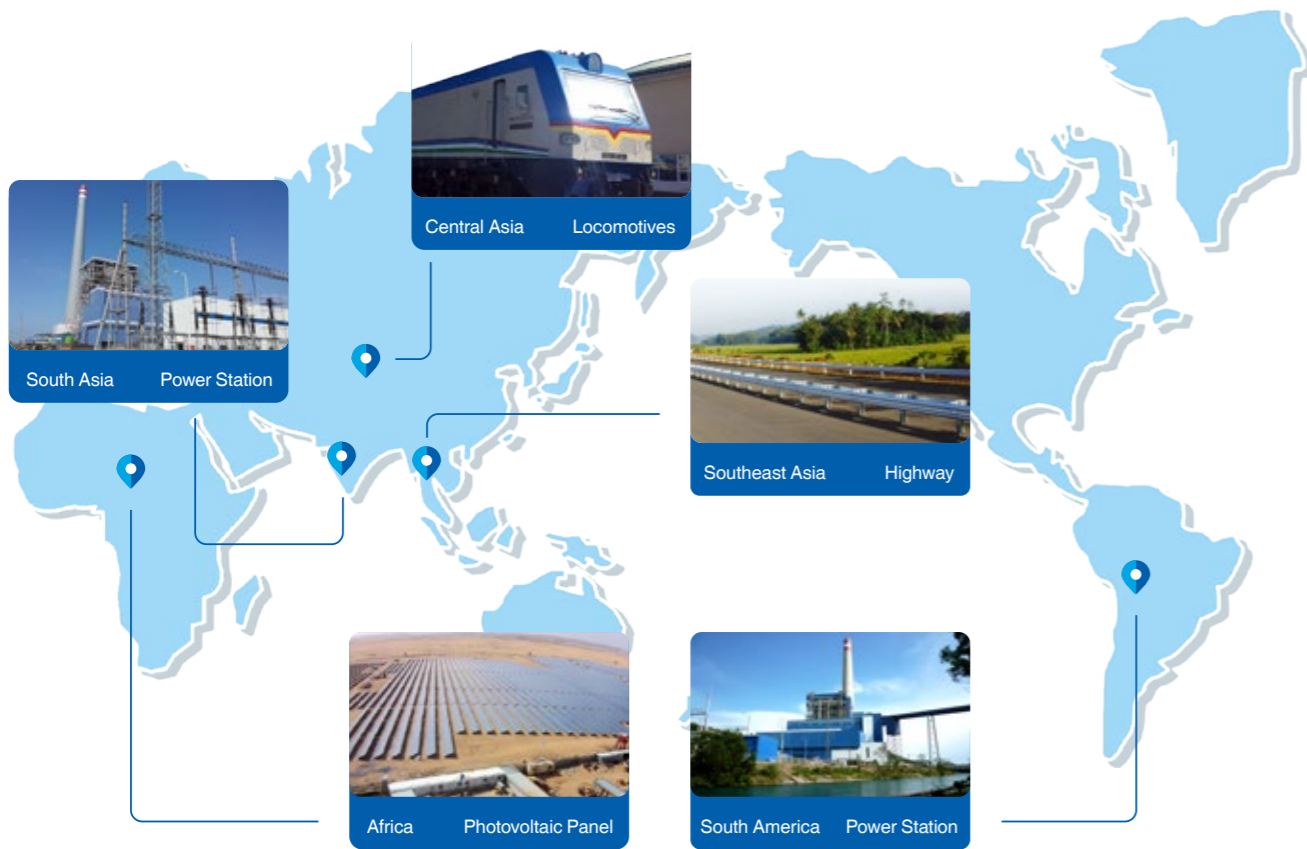 Central Asia Locomotives
South Asia Power Station
Southeast Asia Highway
Africa Photovoltaic Panel
South America Power Station